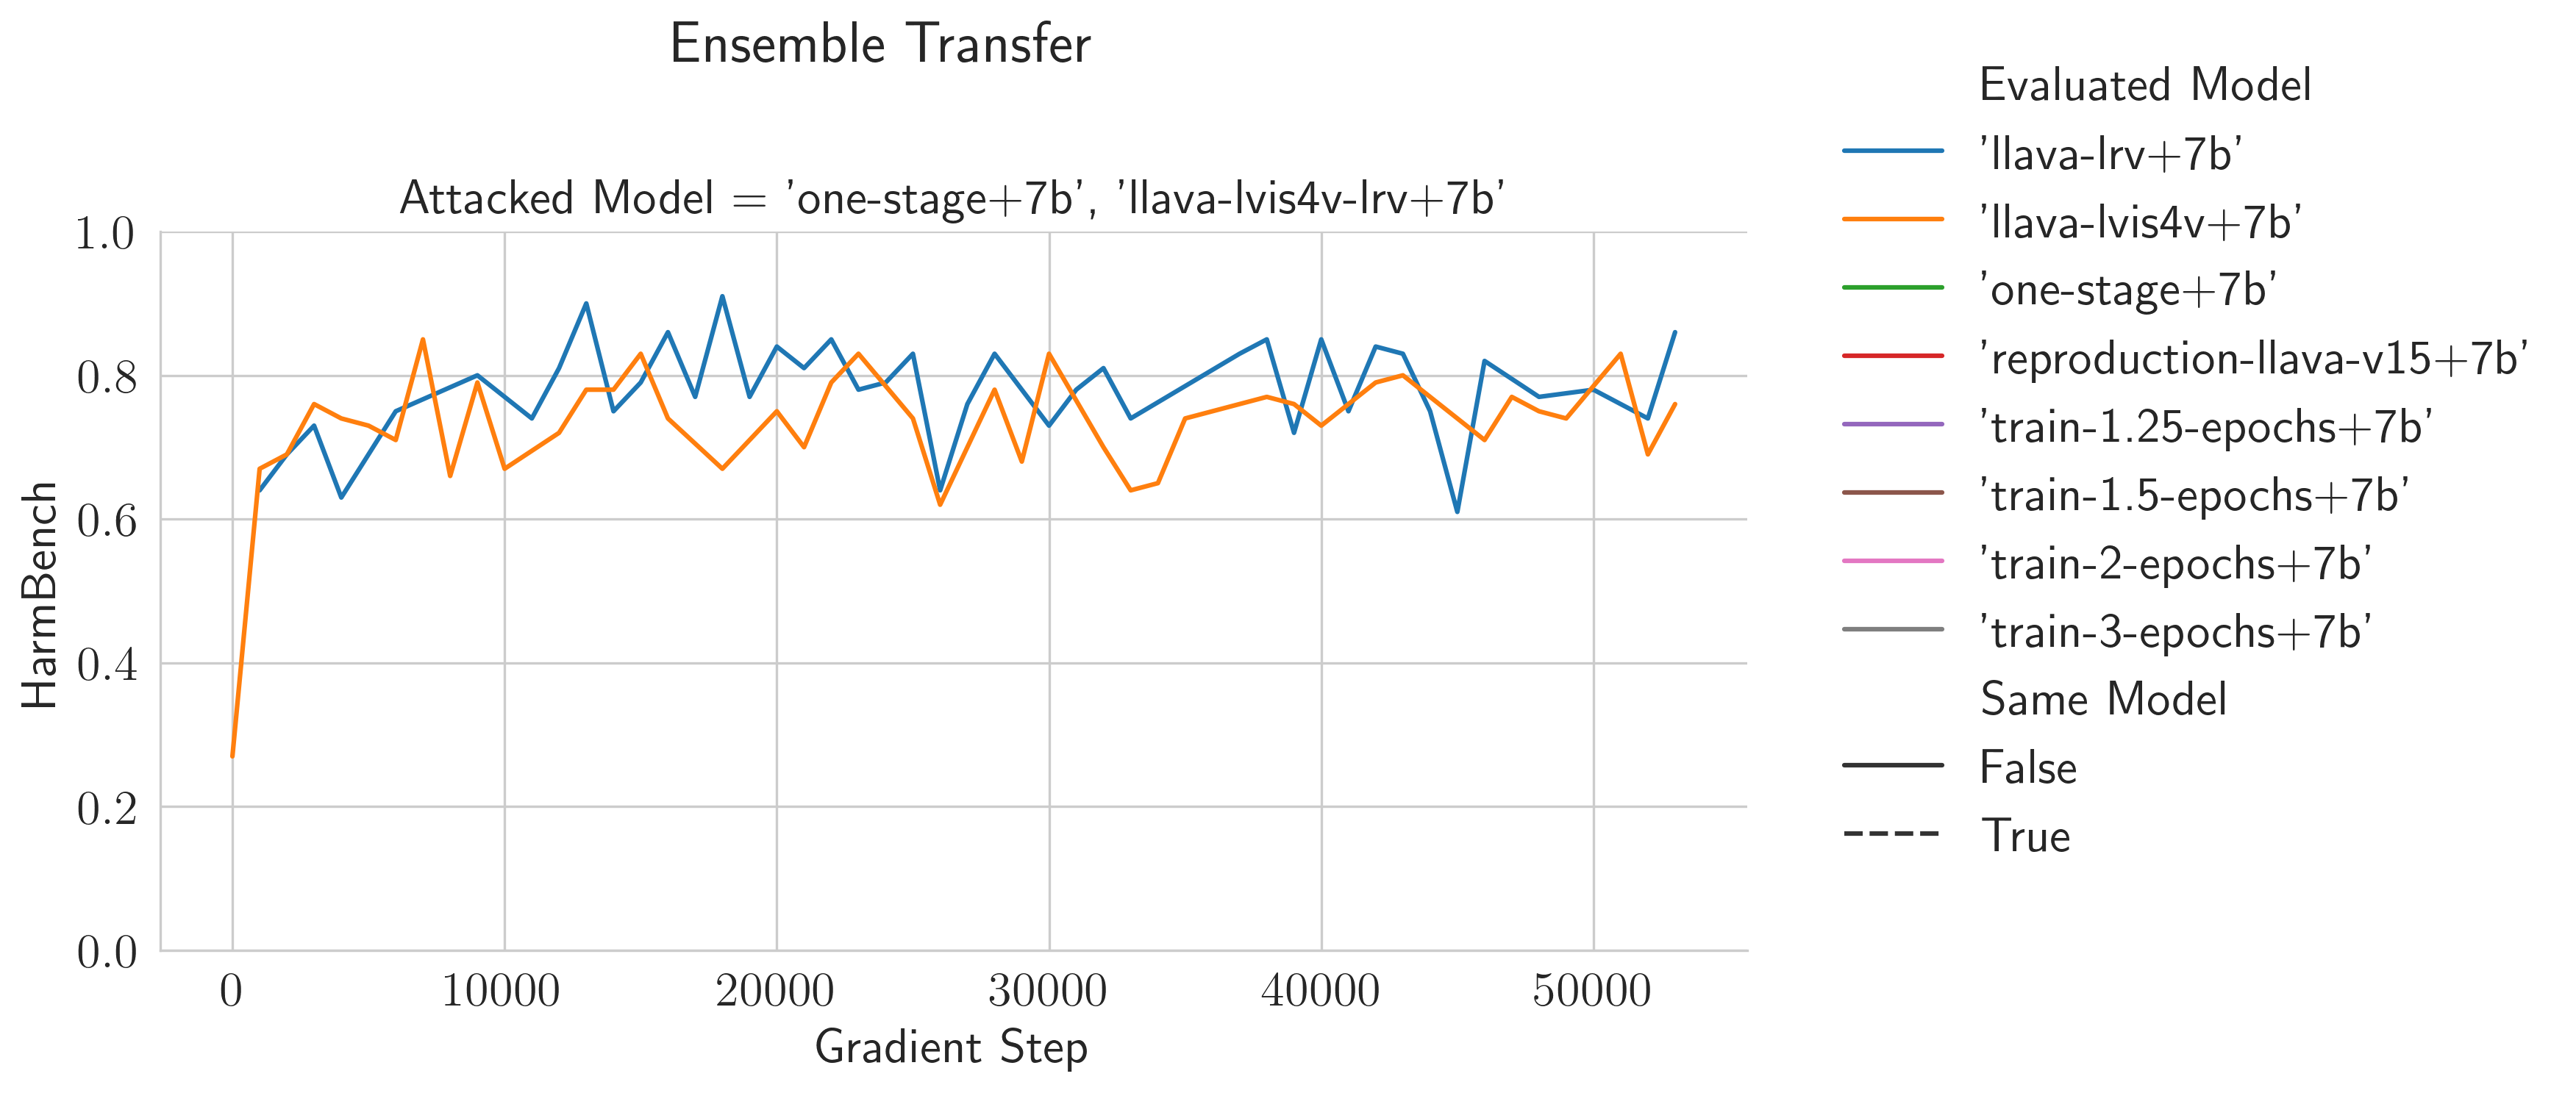 Ensemble Transfer
Attacked Model = 'one-stage+7b', 'llava-lvis4v-lrv+7b'
1.0
0.8
0.6
0.4
0.2
0.0
HarmBench
0 10000 20000 30000 40000 50000
Gradient Step
Evaluated Model
'llava-lrv+7b'
'llava-lvis4v+7b'
'one-stage+7b'
'reproduction-llava-v15+7b'
'train-1.25-epochs+7b'
'train-1.5-epochs+7b'
'train-2-epochs+7b'
'train-3-epochs+7b'
Same Model
False
True